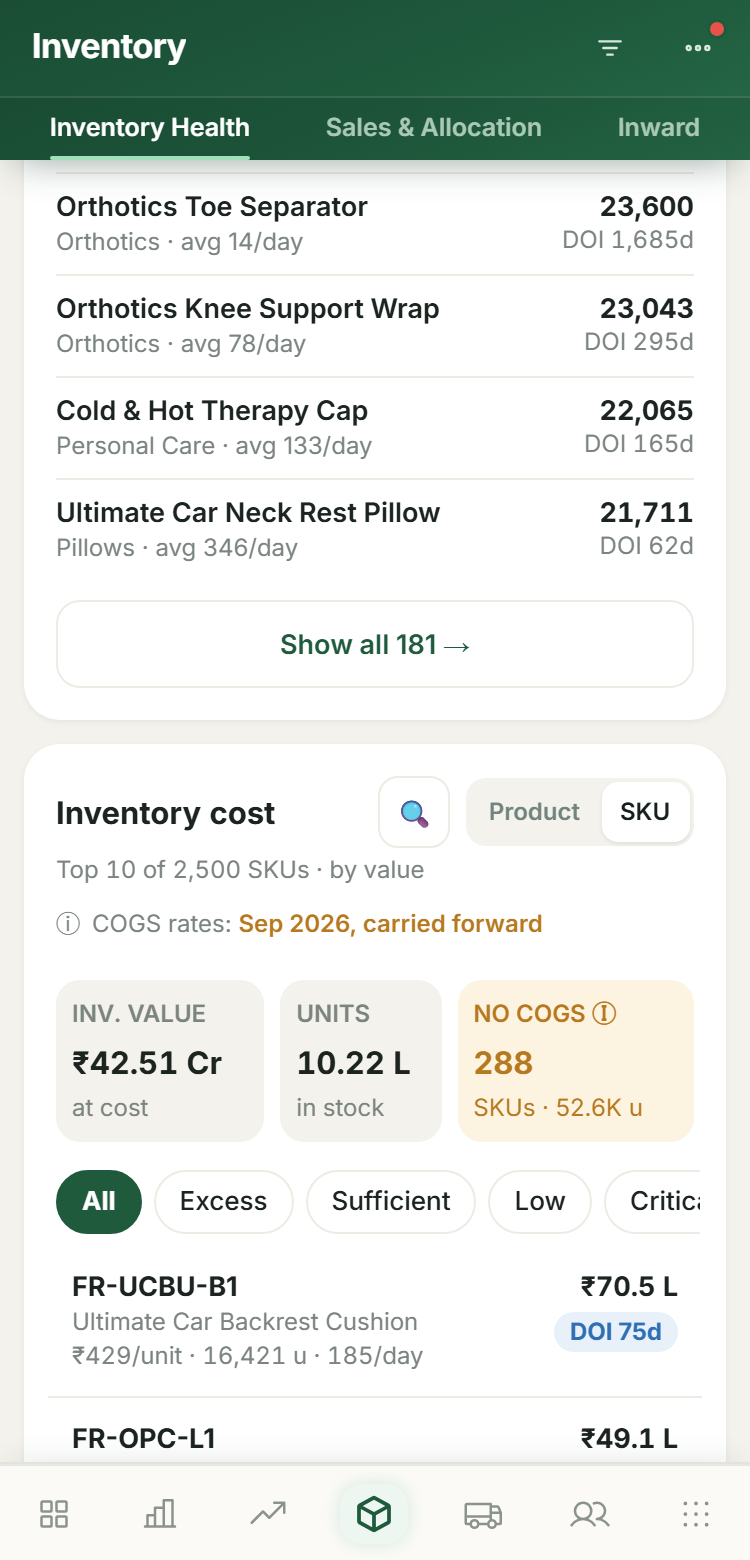 Inventory
Inventory Health
Sales & Allocation
Inward
Orthotics Toe Separator
23,600
Orthotics · avg 14/day
DOI 1,685d
Orthotics Knee Support Wrap
23,043
Orthotics · avg 78/day
DOI 295d
Cold & Hot Therapy Cap
22,065
Personal Care · avg 133/day
DOI 165d
Ultimate Car Neck Rest Pillow
21,711
Pillows · avg 346/day
DOI 62d
Show all 181 →
Inventory cost
Product
SKU
Top 10 of 2,500 SKUs · by value
ⓘ COGS rates: Sep 2026, carried forward
INV. VALUE
₹42.51 Cr
at cost
UNITS
10.22 L
in stock
NO COGS ⓘ
288
SKUs · 52.6K u
All
Excess
Sufficient
Low
Critica
FR-UCBU-B1
₹70.5 L
Ultimate Car Backrest Cushion
DOI 75d
₹429/unit · 16,421 u · 185/day
FR-OPC-L1
₹49.1 L